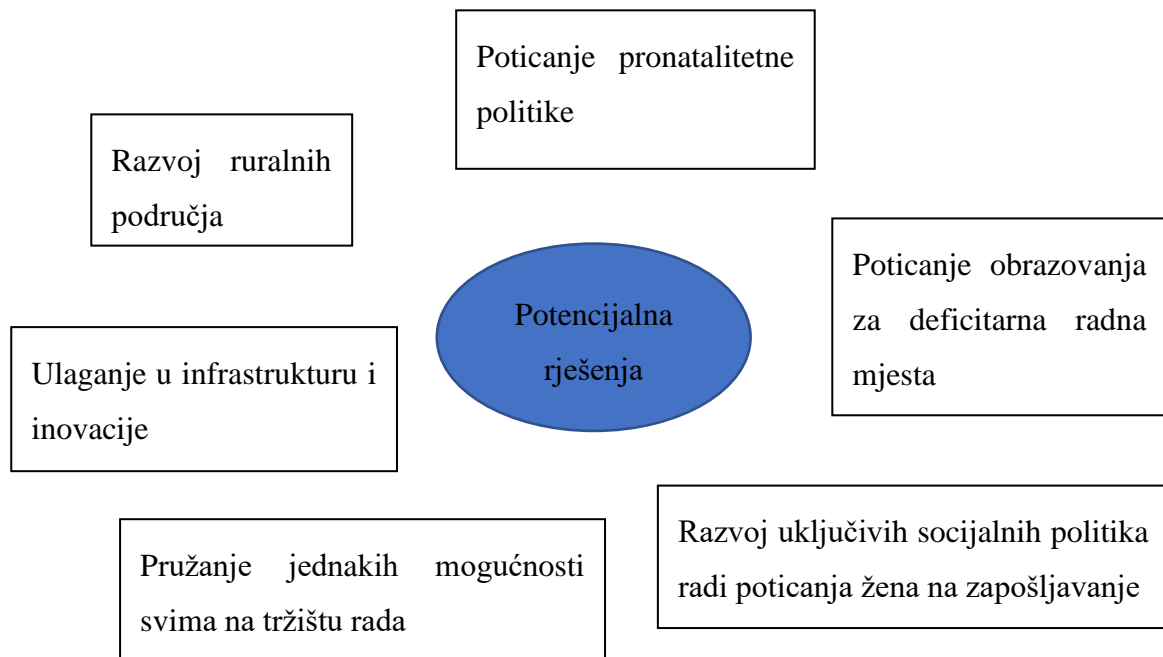 Poticanje pronatalitetne
politike
Razvoj ruralnih
područja
Poticanje obrazovanja
za deficitarna radna
mjesta
Potencijalna
rješenja
Ulaganje u infrastrukturu i
inovacije
Razvoj uključivih socijalnih politika
radi poticanja žena na zapošljavanje
Pružanje jednakih mogućnosti
svima na tržištu rada